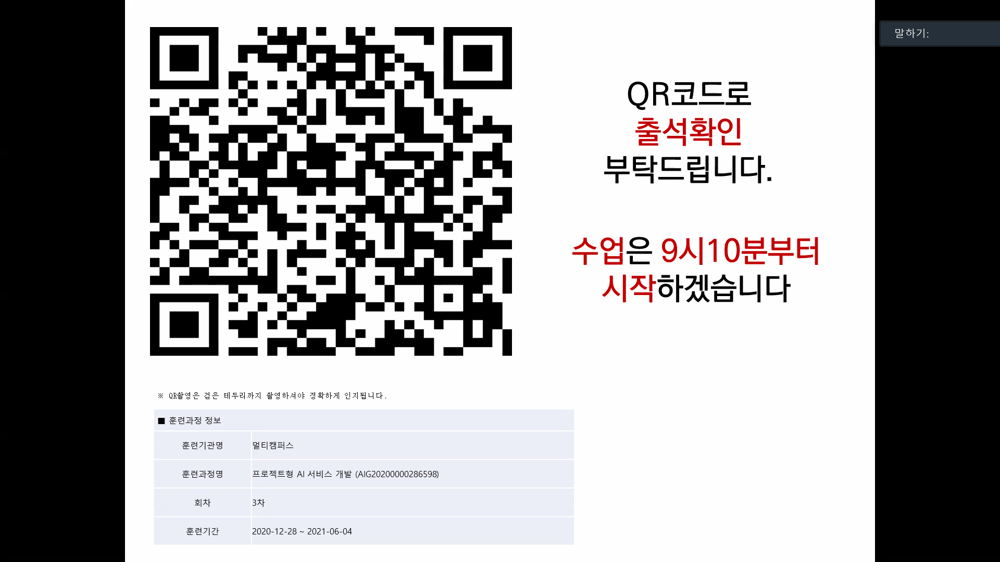 말하기:
QR코드로
출석확인
부탁드립니다.
수업은 9시10분부터
시작하겠습니다
※ QR촬영은 검은 테두리까지 촬영하셔야 정확하게 인지됩니다.
■ 훈련과정 정보
훈련기관명 멀티캠퍼스
훈련과정명 프로젝트형 AI 서비스 개발 (AIG20200000286598)
회차 3차
훈련기간 2020-12-28 ~ 2021-06-04